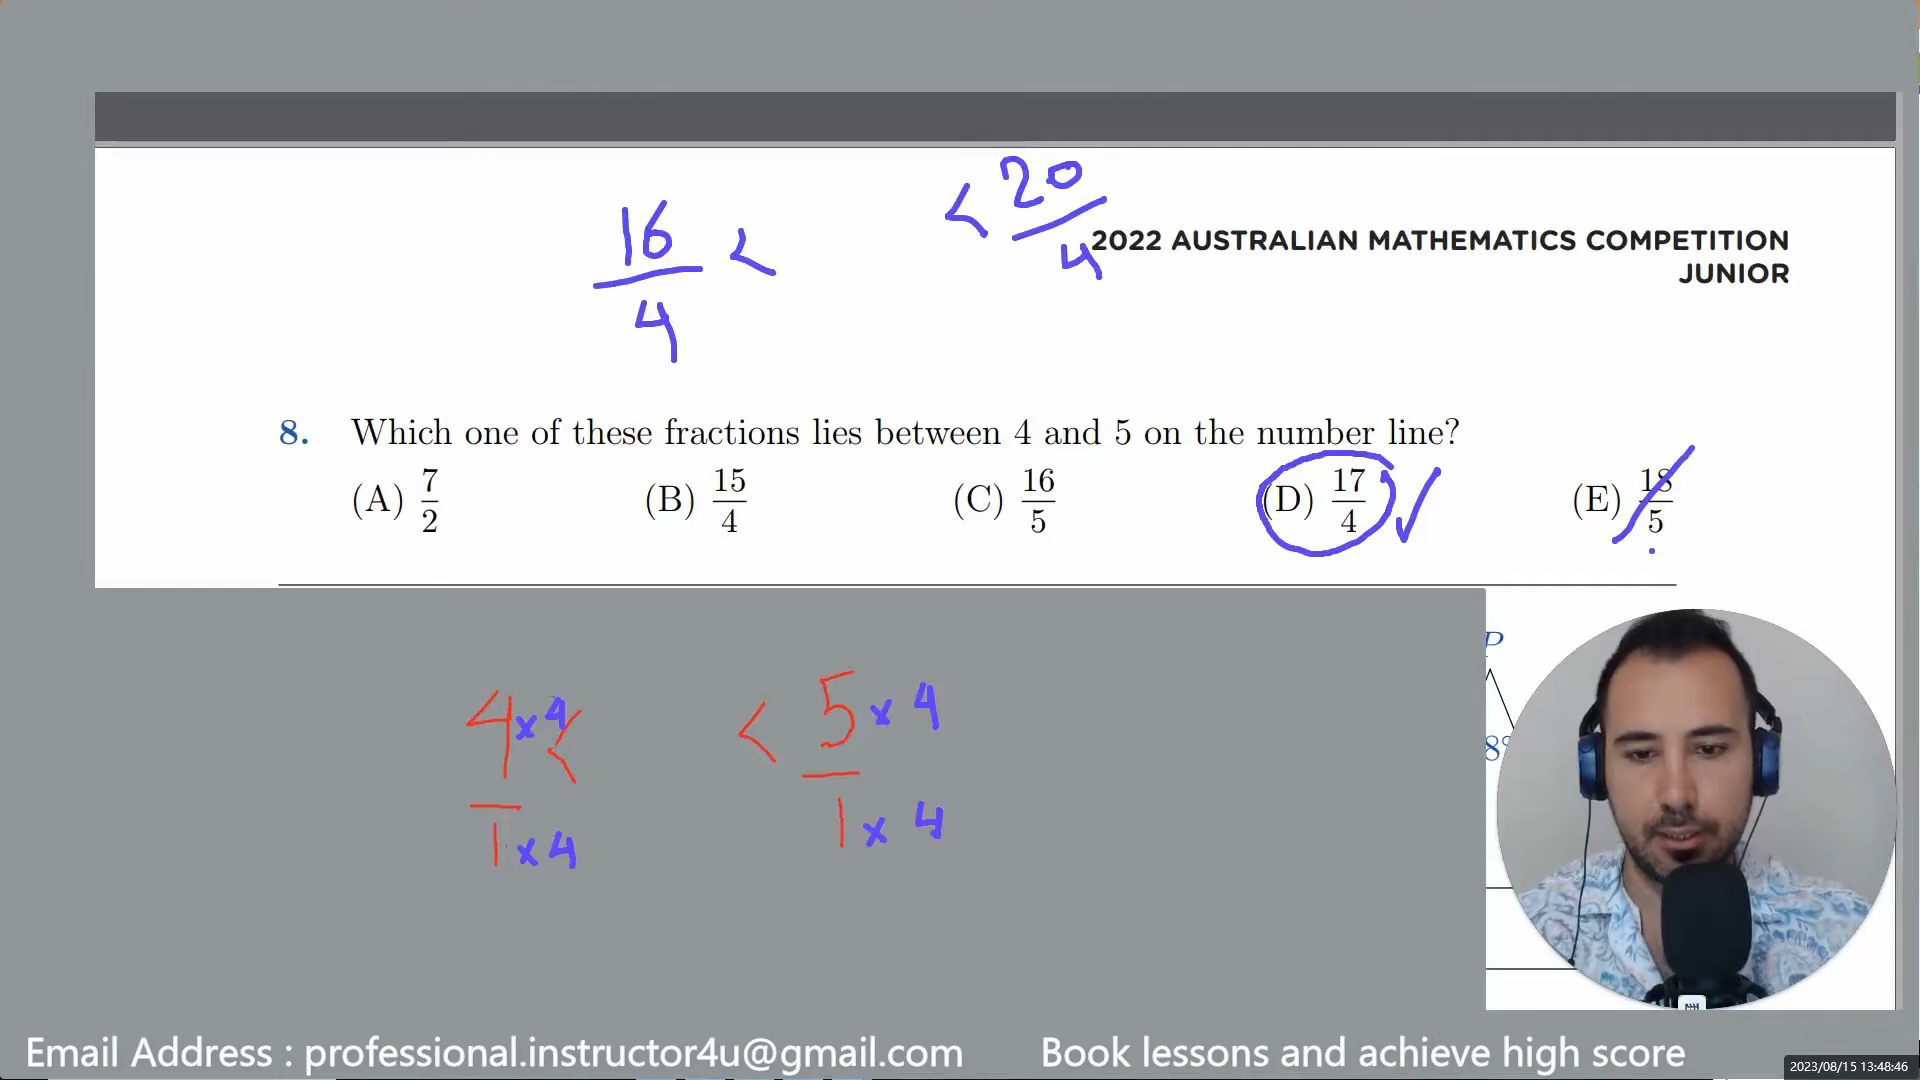 16 < < 20
4 4
2022 AUSTRALIAN MATHEMATICS COMPETITION
JUNIOR
8. Which one of these fractions lies between 4 and 5 on the number line?
(A) 7/2 (B) 15/4 (C) 16/5 (D) 17/4 ✓ (E) 18/5
P
8°
4 × 4 < < 5 × 4
1 × 4 1 × 4
Email Address : professional.instructor4u@gmail.com Book lessons and achieve high score
2023/08/15 13:48:46